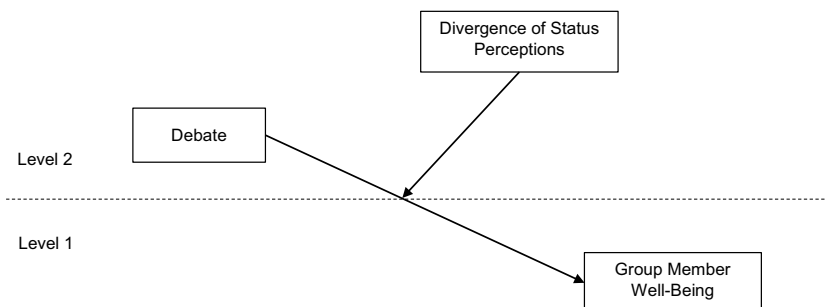 Divergence of Status
Perceptions
Debate
Level 2
Level 1
Group Member
Well-Being